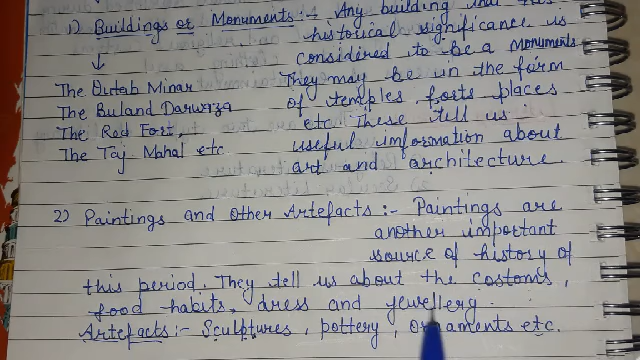 1) Buildings or Monuments :- Any building that has
historical significance is
considered to be a Monuments
The Qutab Minar They may be in the form
The Buland Darwaza of temples, forts places
The Red Fort, etc. These tell us
The Taj Mahal etc useful information about
art and architecture.
2) Paintings and Other Artefacts :- Paintings are
another important
source of history of
this period. They tell us about the costoms,
food habits, dress and jewellery.
Artefacts :- Sculptures, pottery, ornaments etc.